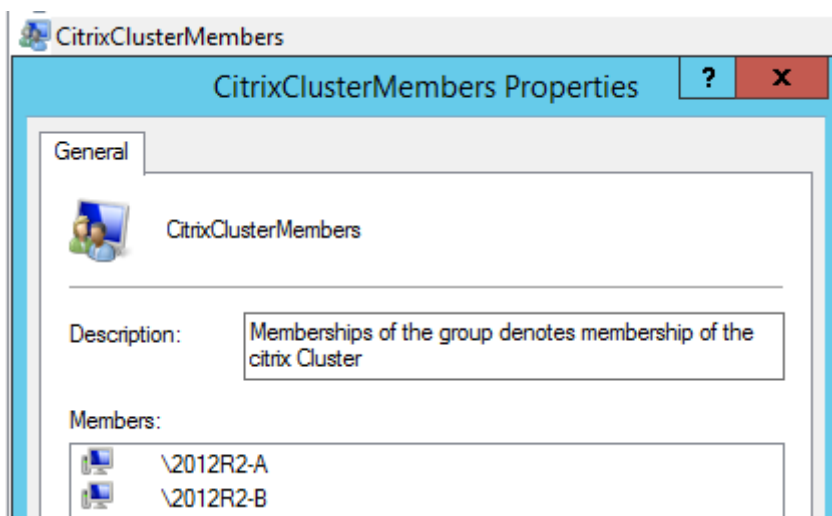 CitrixClusterMembers
CitrixClusterMembers Properties
?
x
General
CitrixClusterMembers
Description:
Memberships of the group denotes membership of the
citrix Cluster
Members:
\2012R2-A
\2012R2-B